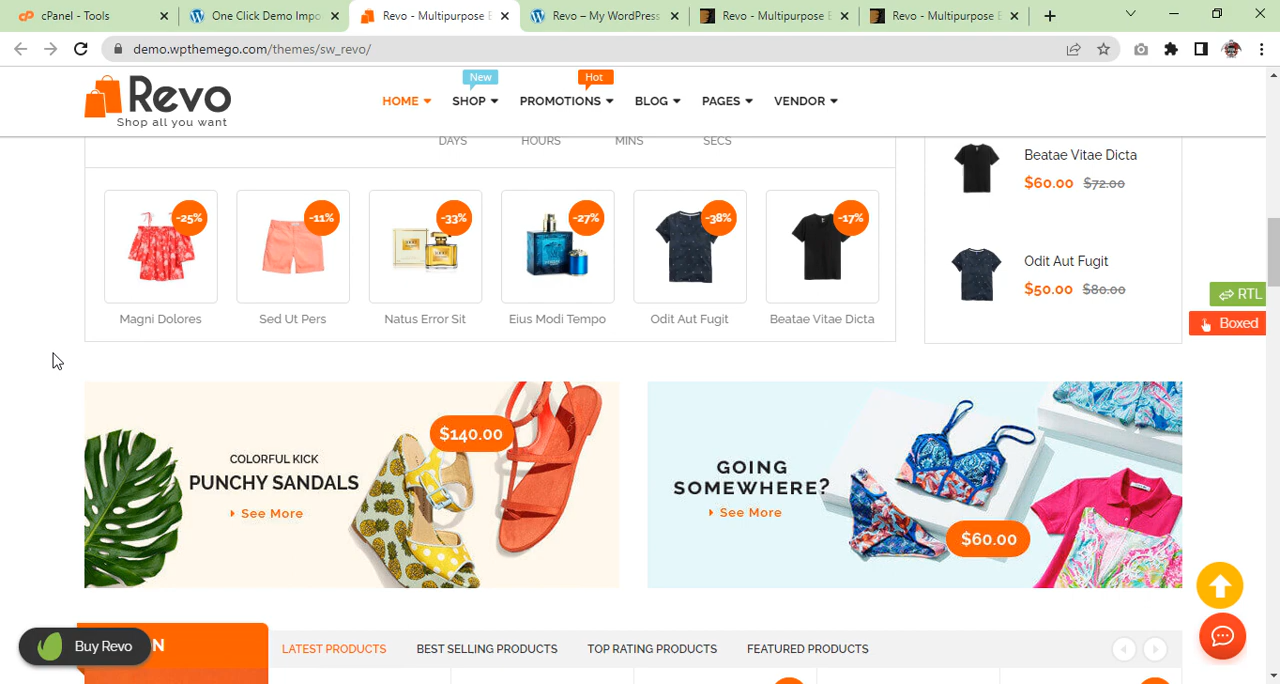 cPanel - Tools
One Click Demo Impo
Revo - Multipurpose E
Revo – My WordPress
Revo - Multipurpose E
Revo - Multipurpose E
demo.wpthemego.com/themes/sw_revo/
New
Hot
Revo
Shop all you want
HOME SHOP PROMOTIONS BLOG PAGES VENDOR
DAYS HOURS MINS SECS
-25% -11% -33% -27% -38% -17%
Magni Dolores
Sed Ut Pers
Natus Error Sit
Eius Modi Tempo
Odit Aut Fugit
Beatae Vitae Dicta
Beatae Vitae Dicta
$60.00 $72.00
Odit Aut Fugit
$50.00 $80.00
RTL
Boxed
COLORFUL KICK
PUNCHY SANDALS
See More
$140.00
GOING
SOMEWHERE?
See More
$60.00
Buy Revo
N
LATEST PRODUCTS BEST SELLING PRODUCTS TOP RATING PRODUCTS FEATURED PRODUCTS